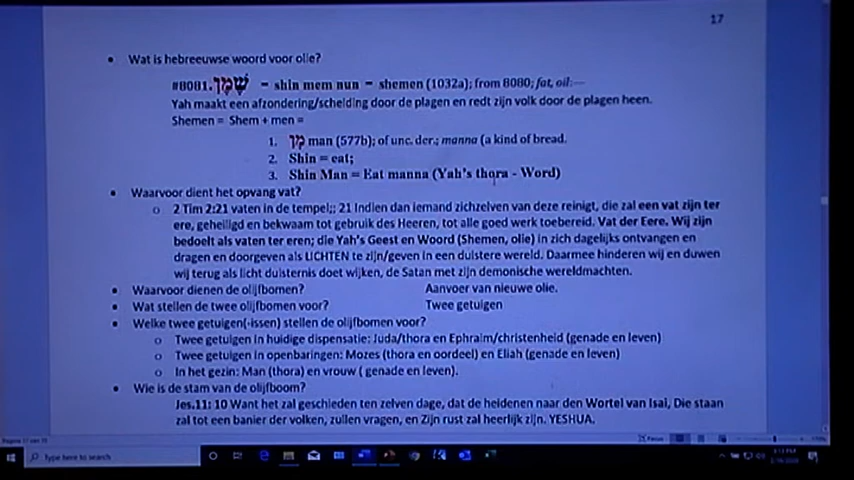 17
• Wat is hebreeuwse woord voor olie?
#8081. שֶׁמֶן = shin mem nun = shemen (1032a); from 8080; fat, oil:—
Yah maakt een afzondering/scheiding door de plagen en redt zijn volk door de plagen heen.
Shemen = Shem + men =
1. מָן man (577b); of unc. der.; manna (a kind of bread.
2. Shin = eat;
3. Shin Man = Eat manna (Yah's thora - Word)
• Waarvoor dient het opvang vat?
o 2 Tim 2:21 vaten in de tempel;; 21 Indien dan iemand zichzelven van deze reinigt, die zal een vat zijn ter
ere, geheiligd en bekwaam tot gebruik des Heeren, tot alle goed werk toebereid. Vat der Eere. Wij zijn
bedoelt als vaten ter eren; die Yah's Geest en Woord (Shemen, olie) in zich dagelijks ontvangen en
dragen en doorgeven als LICHTEN te zijn/geven in een duistere wereld. Daarmee hinderen wij en duwen
wij terug als licht duisternis doet wijken, de Satan met zijn demonische wereldmachten.
• Waarvoor dienen de olijfbomen? Aanvoer van nieuwe olie.
• Wat stellen de twee olijfbomen voor? Twee getuigen
• Welke twee getuigen(-issen) stellen de olijfbomen voor?
o Twee getuigen in huidige dispensatie: Juda/thora en Ephraim/christenheid (genade en leven)
o Twee getuigen in openbaringen: Mozes (thora en oordeel) en Eliah (genade en leven)
o In het gezin: Man (thora) en vrouw ( genade en leven).
• Wie is de stam van de olijfboom?
Jes.11: 10 Want het zal geschieden ten zelven dage, dat de heidenen naar den Wortel van Isai, Die staan
zal tot een banier der volken, zullen vragen, en Zijn rust zal heerlijk zijn. YESHUA.
Focus
Type here to search